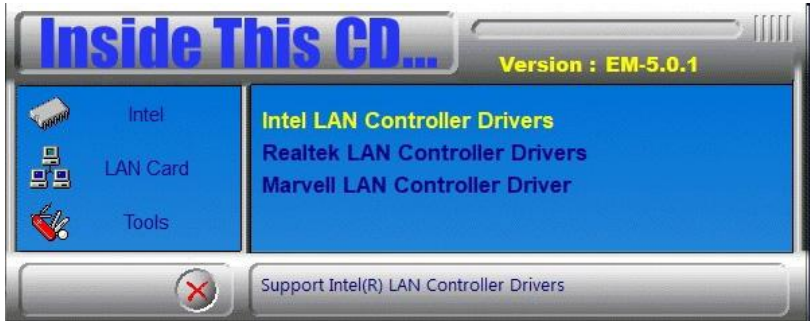 Inside This CD...
Version : EM-5.0.1
Intel
LAN Card
Tools
Intel LAN Controller Drivers
Realtek LAN Controller Drivers
Marvell LAN Controller Driver
Support Intel(R) LAN Controller Drivers